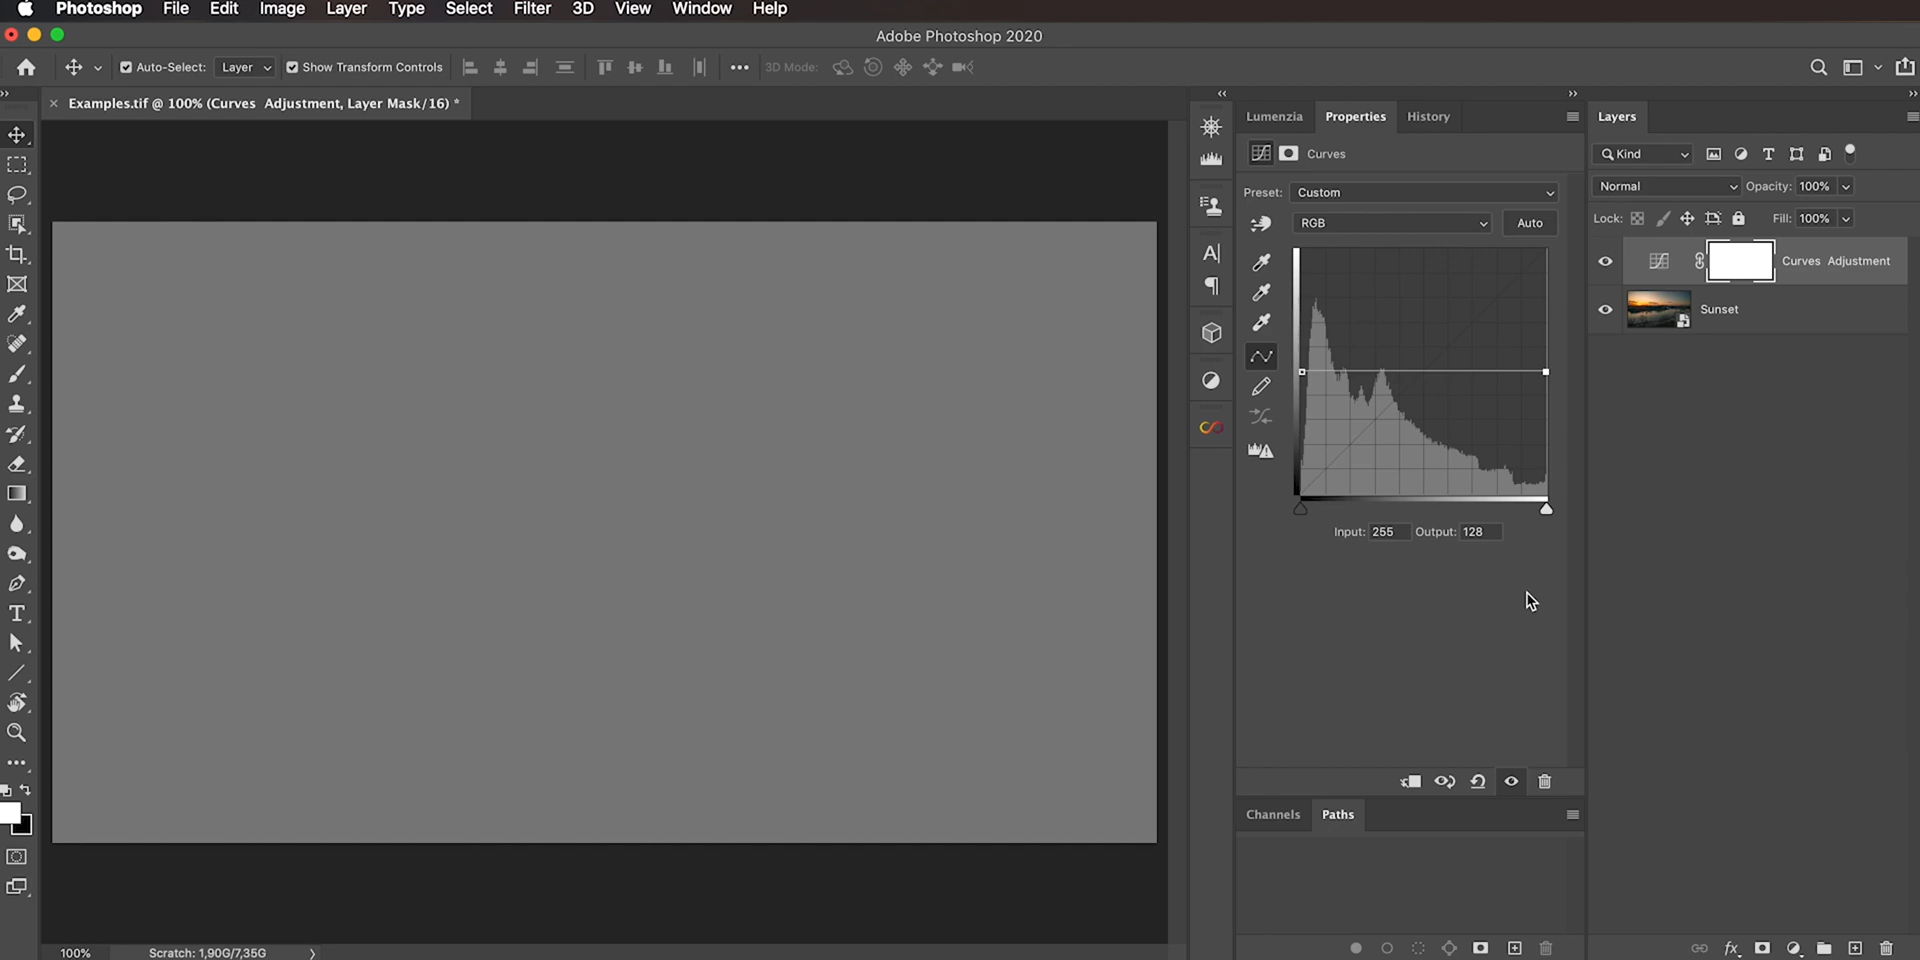 Photoshop File Edit Image Layer Type Select Filter 3D View Window Help
Adobe Photoshop 2020
Auto-Select: Layer Show Transform Controls 3D Mode:
Examples.tif @ 100% (Curves Adjustment, Layer Mask/16) *
Lumenzia Properties History
Layers
Curves
Kind
Preset: Custom
Normal Opacity: 100%
RGB Auto
Lock: Fill: 100%
Curves Adjustment
Sunset
Input: 255 Output: 128
Channels Paths
100% Scratch: 1,90G/7,35G